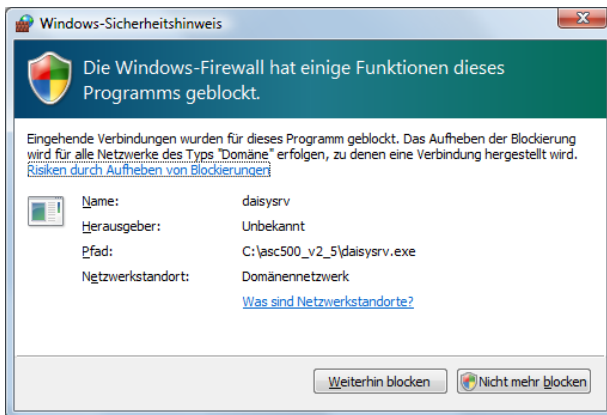 Windows-Sicherheitshinweis
Die Windows-Firewall hat einige Funktionen dieses
Programms geblockt.
Eingehende Verbindungen wurden für dieses Programm geblockt. Das Aufheben der Blockierung
wird für alle Netzwerke des Typs "Domäne" erfolgen, zu denen eine Verbindung hergestellt wird.
Risiken durch Aufheben von Blockierungen
Name: daisysrv
Herausgeber: Unbekannt
Pfad: C:\asc500_v2_5\daisysrv.exe
Netzwerkstandort: Domänennetzwerk
Was sind Netzwerkstandorte?
Weiterhin blocken Nicht mehr blocken